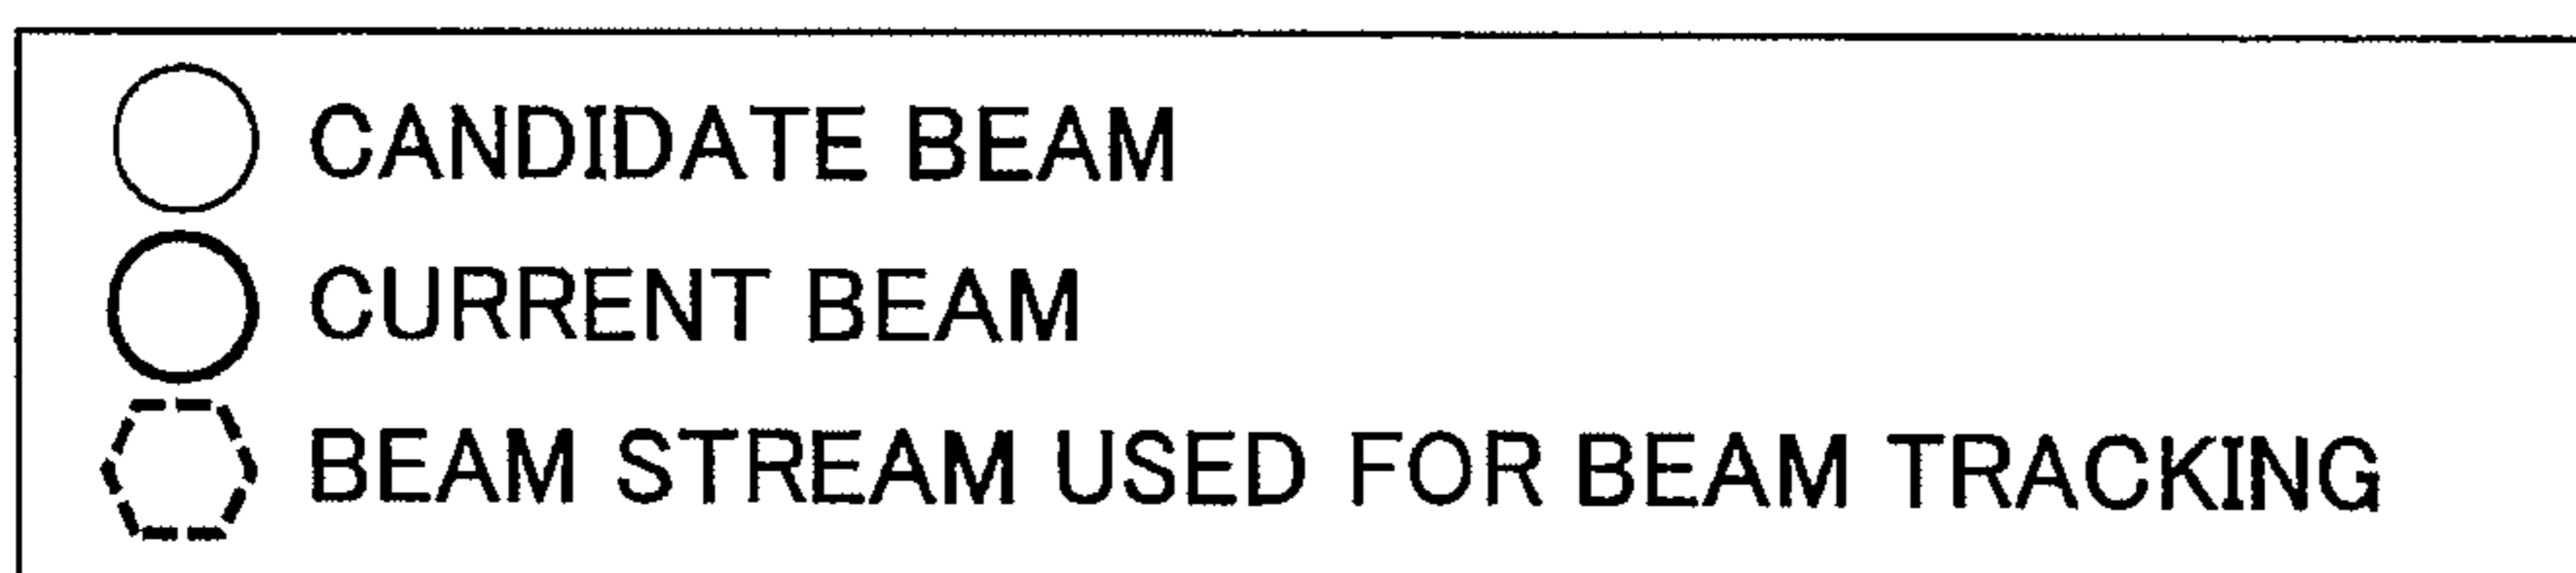 CANDIDATE BEAM
CURRENT BEAM
BEAM STREAM USED FOR BEAM TRACKING